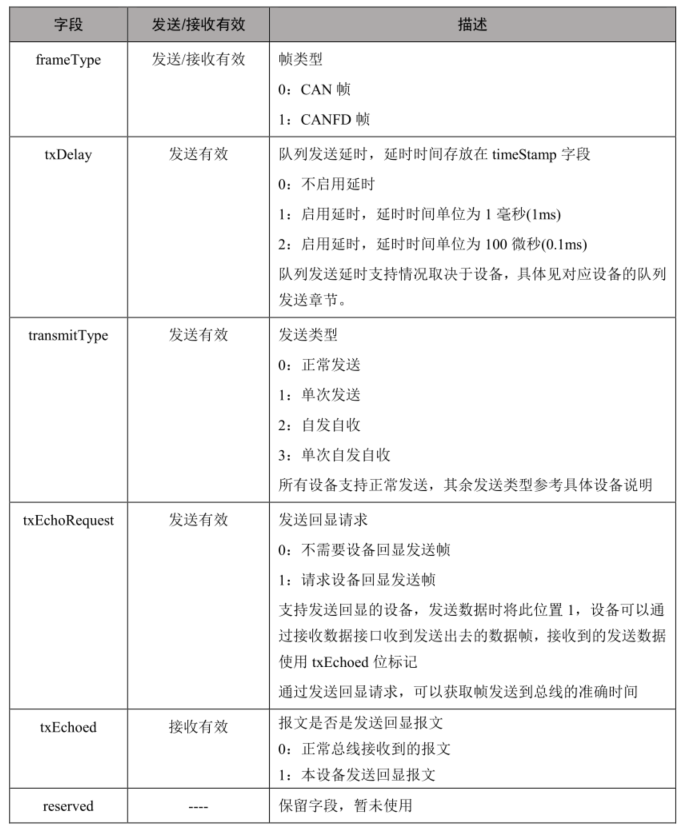 字段 发送/接收有效 描述
frameType 发送/接收有效 帧类型
0：CAN 帧
1：CANFD 帧
txDelay 发送有效 队列发送延时，延时时间存放在 timeStamp 字段
0：不启用延时
1：启用延时，延时时间单位为 1 毫秒(1ms)
2：启用延时，延时时间单位为 100 微秒(0.1ms)
队列发送延时支持情况取决于设备，具体见对应设备的队列
发送章节。
transmitType 发送有效 发送类型
0：正常发送
1：单次发送
2：自发自收
3：单次自发自收
所有设备支持正常发送，其余发送类型参考具体设备说明
txEchoRequest 发送有效 发送回显请求
0：不需要设备回显发送帧
1：请求设备回显发送帧
支持发送回显的设备，发送数据时将此位置 1，设备可以通
过接收数据接口收到发送出去的数据帧，接收到的发送数据
使用 txEchoed 位标记
通过发送回显请求，可以获取帧发送到总线的准确时间
txEchoed 接收有效 报文是否是发送回显报文
0：正常总线接收到的报文
1：本设备发送回显报文
reserved ---- 保留字段，暂未使用